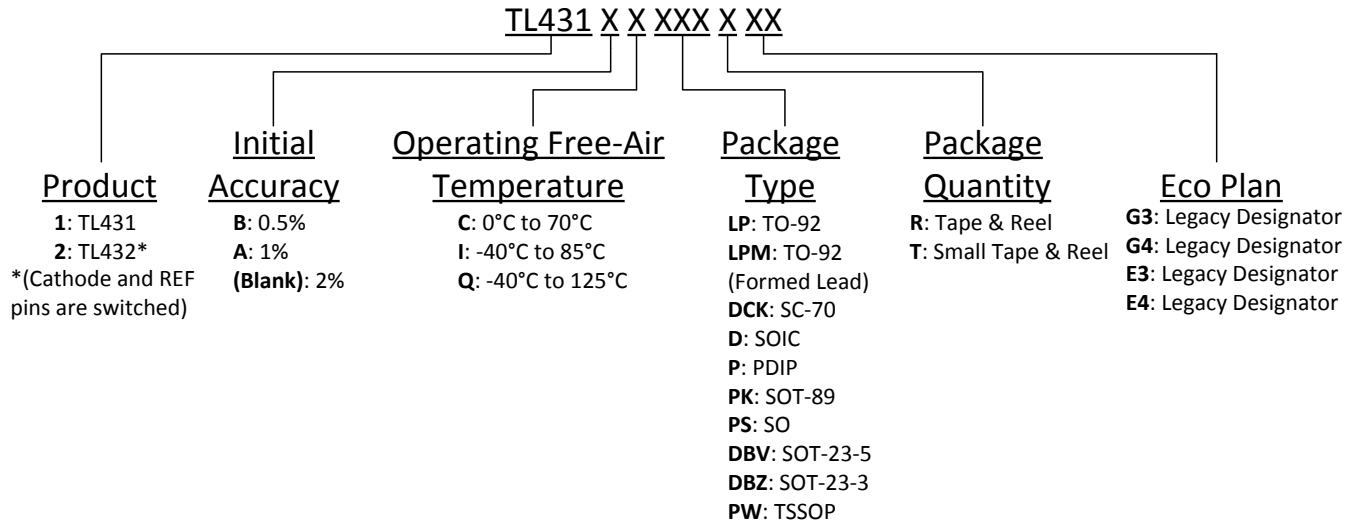 TL431 X X XXX X XX
Product
1: TL431
2: TL432*
*(Cathode and REF
pins are switched)
Initial
Accuracy
B: 0.5%
A: 1%
(Blank): 2%
Operating Free-Air
Temperature
C: 0°C to 70°C
I: -40°C to 85°C
Q: -40°C to 125°C
Package
Type
LP: TO-92
LPM: TO-92
(Formed Lead)
DCK: SC-70
D: SOIC
P: PDIP
PK: SOT-89
PS: SO
DBV: SOT-23-5
DBZ: SOT-23-3
PW: TSSOP
Package
Quantity
R: Tape & Reel
T: Small Tape & Reel
Eco Plan
G3: Legacy Designator
G4: Legacy Designator
E3: Legacy Designator
E4: Legacy Designator